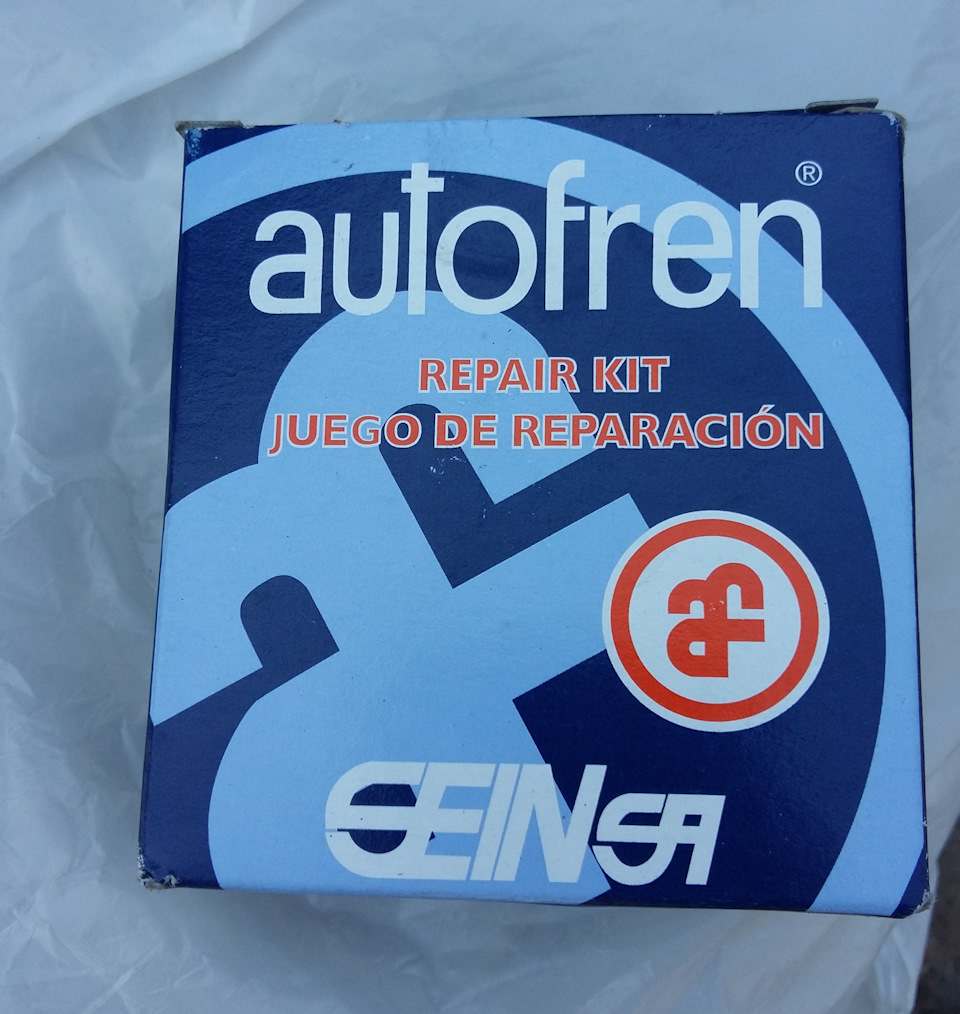 autofren®
REPAIR KIT
JUEGO DE REPARACIÓN
af
SEINSA